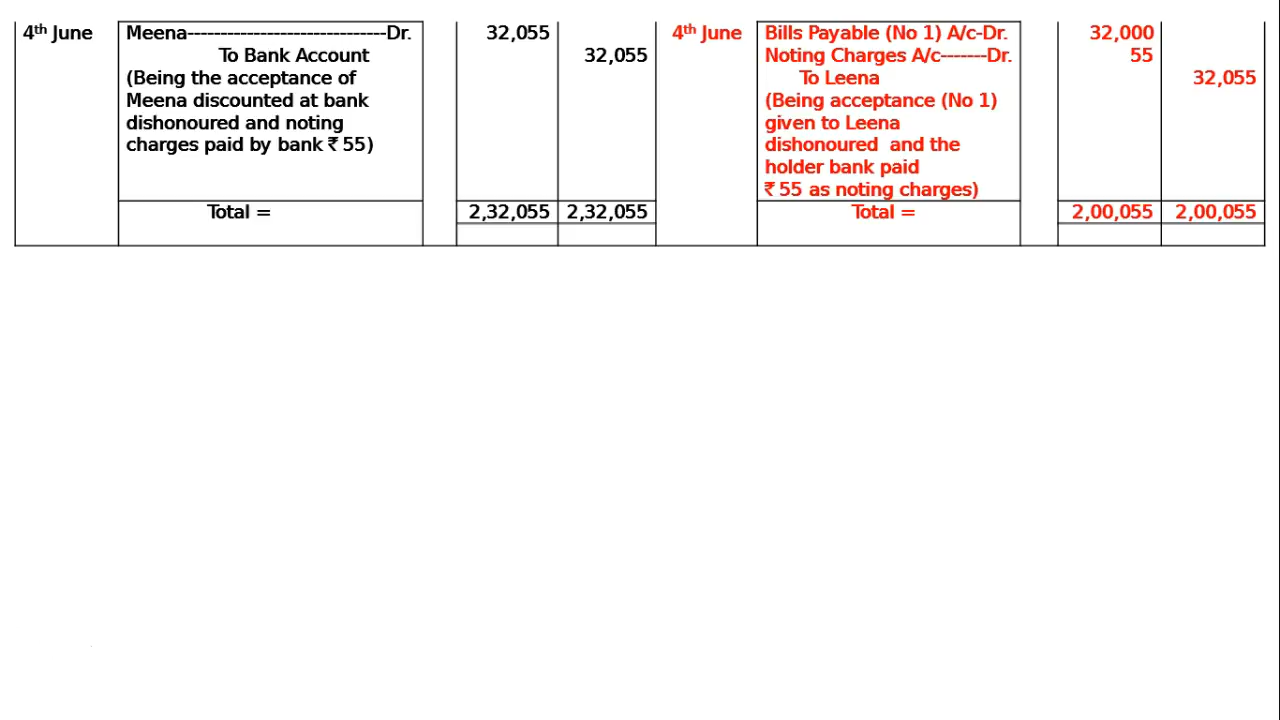 4th June
Meena------------------------------Dr.
To Bank Account
(Being the acceptance of
Meena discounted at bank
dishonoured and noting
charges paid by bank ₹ 55)
32,055
32,055
Total =
2,32,055
2,32,055
4th June
Bills Payable (No 1) A/c-Dr.
Noting Charges A/c-------Dr.
To Leena
(Being acceptance (No 1)
given to Leena
dishonoured and the
holder bank paid
₹ 55 as noting charges)
32,000
55
32,055
Total =
2,00,055
2,00,055